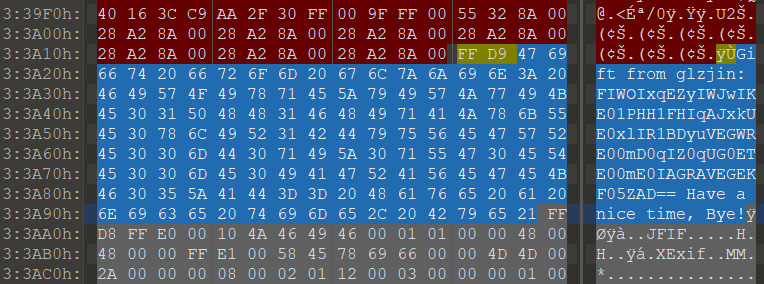 3:39F0h: 40 16 3C C9 AA 2F 30 FF 00 9F FF 00 55 32 8A 00 @.<Éª/0ÿ.Ÿÿ.U2Š.
3:3A00h: 28 A2 8A 00 28 A2 8A 00 28 A2 8A 00 28 A2 8A 00 (¢Š.(¢Š.(¢Š.(¢Š.
3:3A10h: 28 A2 8A 00 28 A2 8A 00 28 A2 8A 00 FF D9 47 69 (¢Š.(¢Š.(¢Š.ÿÙGi
3:3A20h: 66 74 20 66 72 6F 6D 20 67 6C 7A 6A 69 6E 3A 20 ft from glzjin:
3:3A30h: 46 49 57 4F 49 78 71 45 5A 79 49 57 4A 77 49 4B FIWOIxqEZyIWJwIK
3:3A40h: 45 30 31 50 48 48 31 46 48 49 71 41 4A 78 6B 55 E01PHH1FHIqAJxkU
3:3A50h: 45 30 78 6C 49 52 31 42 44 79 75 56 45 47 57 52 E0xlIR1BDyuVEGWR
3:3A60h: 45 30 30 6D 44 30 71 49 5A 30 71 55 47 30 45 54 E00mD0qIZ0qUG0ET
3:3A70h: 45 30 30 6D 45 30 49 41 47 52 41 56 45 47 45 4B E00mE0IAGRAVEGEK
3:3A80h: 46 30 35 5A 41 44 3D 3D 20 48 61 76 65 20 61 20 F05ZAD== Have a
3:3A90h: 6E 69 63 65 20 74 69 6D 65 2C 20 42 79 65 21 FF nice time, Bye!ÿ
3:3AA0h: D8 FF E0 00 10 4A 46 49 46 00 01 01 00 00 48 00 Øÿà..JFIF.....H.
3:3AB0h: 48 00 00 FF E1 00 58 45 78 69 66 00 00 4D 4D 00 H..ÿá.XExif..MM.
3:3AC0h: 2A 00 00 00 08 00 02 01 12 00 03 00 00 00 01 00 *...............